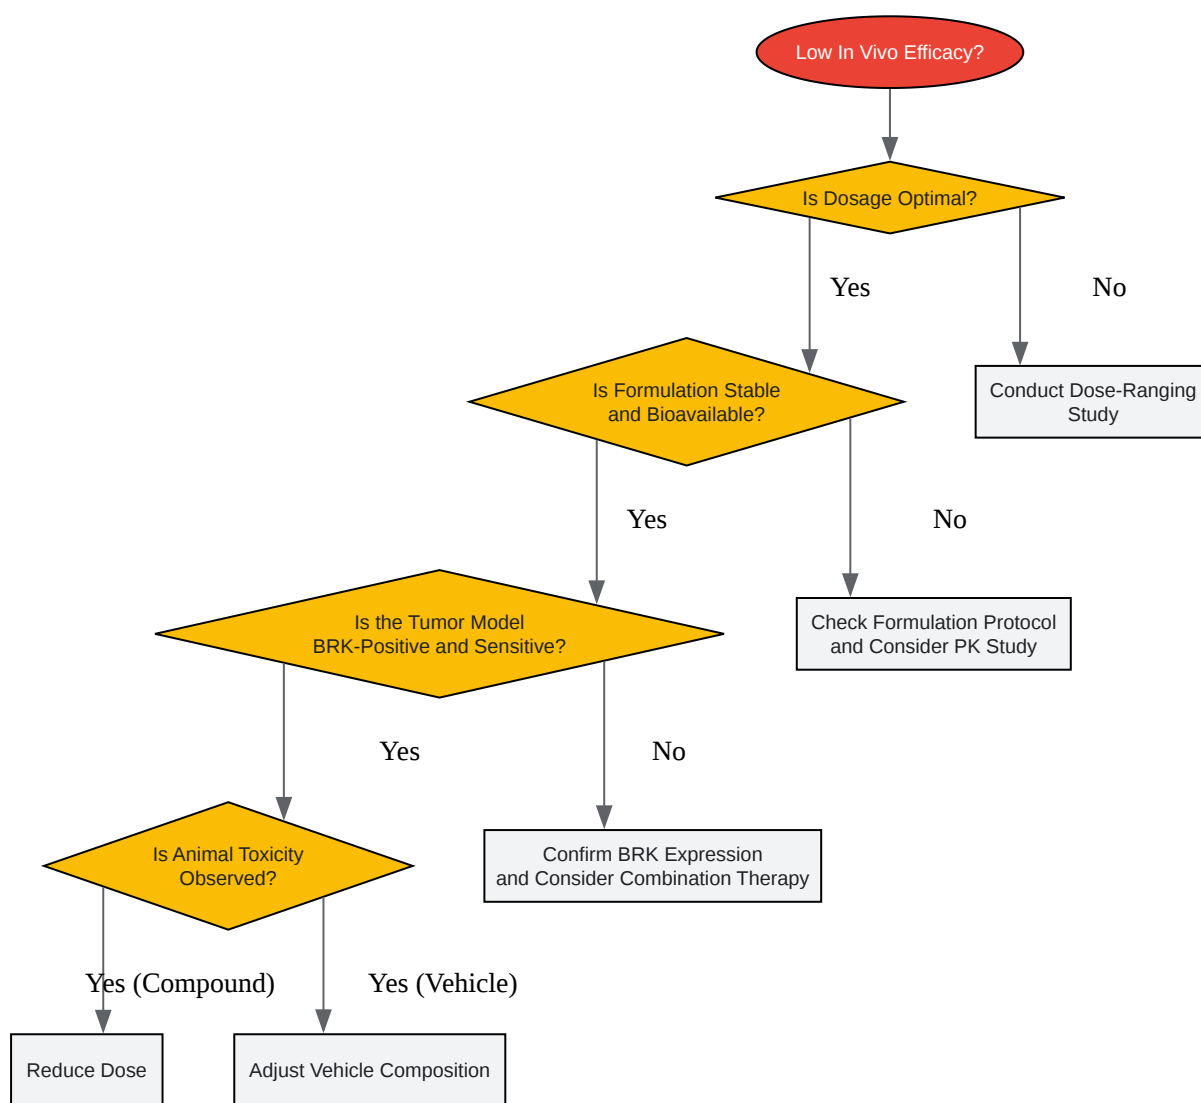 Low In Vivo Efficacy?
Is Dosage Optimal?
Yes
No
Is Formulation Stable
and Bioavailable?
Conduct Dose-Ranging
Study
Yes
No
Is the Tumor Model
BRK-Positive and Sensitive?
Check Formulation Protocol
and Consider PK Study
Yes
No
Is Animal Toxicity
Observed?
Confirm BRK Expression
and Consider Combination Therapy
Yes (Compound)
Yes (Vehicle)
Reduce Dose
Adjust Vehicle Composition